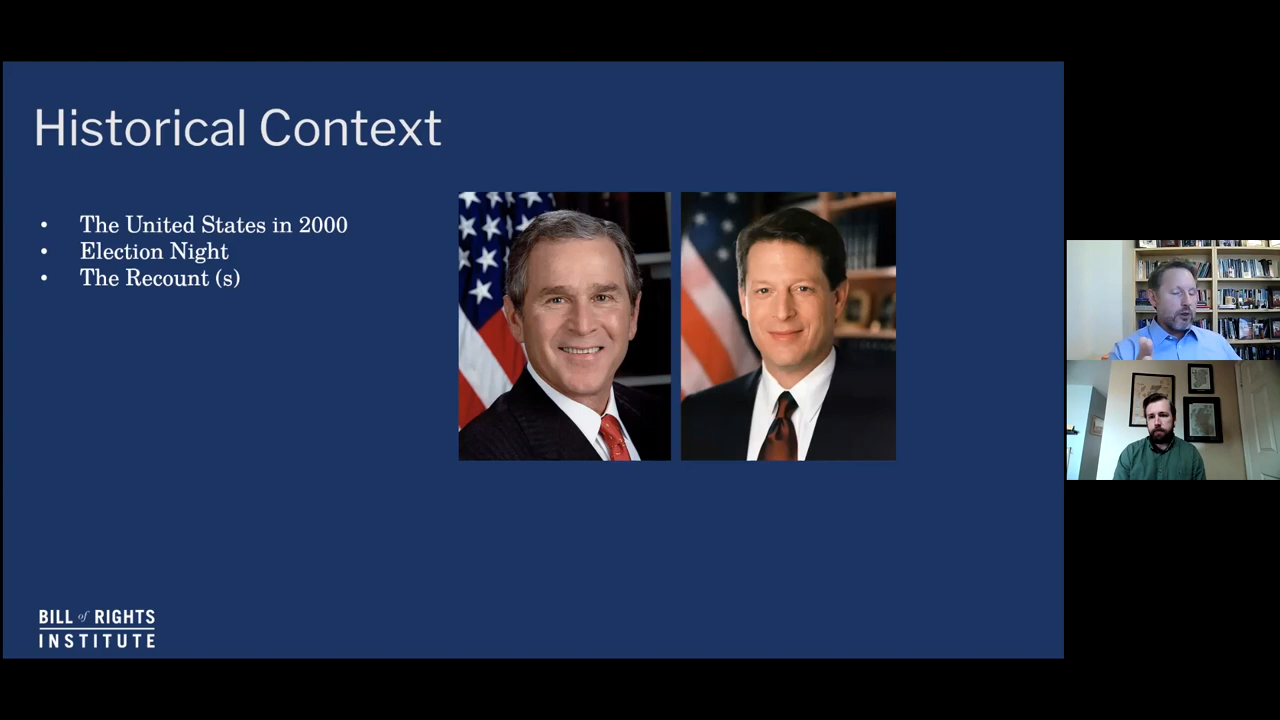 Historical Context
• The United States in 2000
• Election Night
• The Recount (s)
BILL of RIGHTS
INSTITUTE